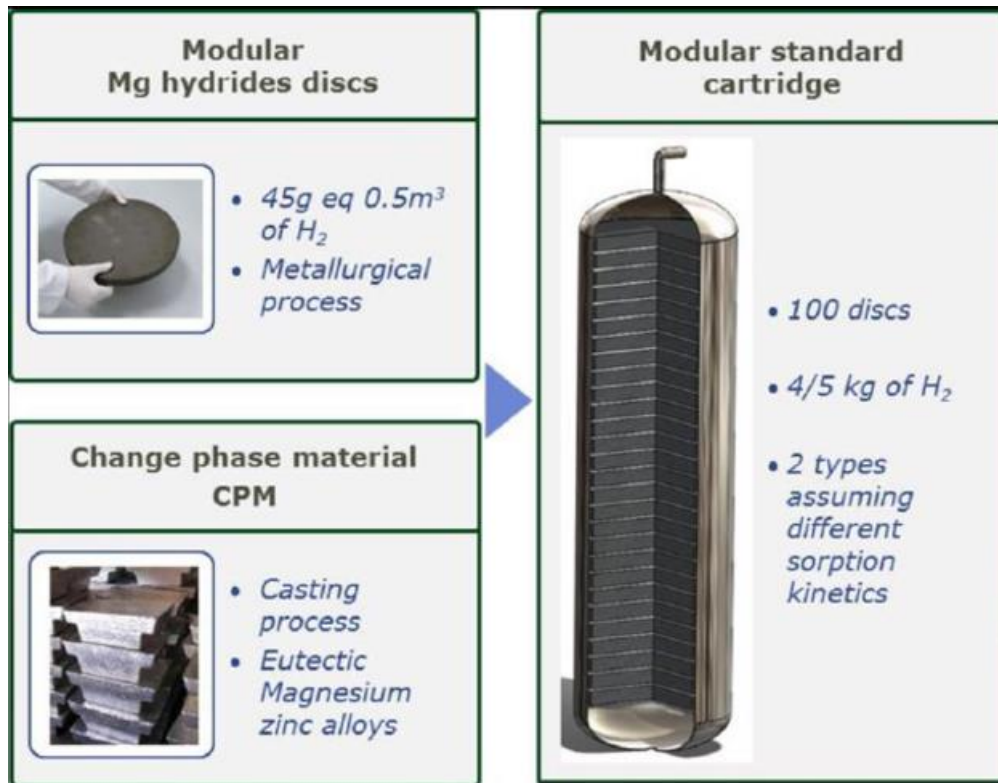 Modular
Mg hydrides discs
• 45g eq 0.5m³
of H₂
• Metallurgical
process
Change phase material
CPM
• Casting
process
• Eutectic
Magnesium
zinc alloys
Modular standard
cartridge
• 100 discs
• 4/5 kg of H₂
• 2 types
assuming
different
sorption
kinetics